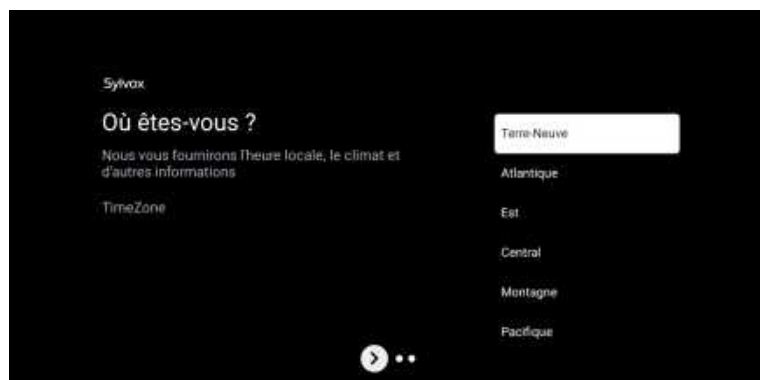 Sylvox
Où êtes-vous ?
Nous vous fournirons l'heure locale, le climat et
d'autres informations
TimeZone
Terre-Neuve
Atlantique
Est
Central
Montagne
Pacifique